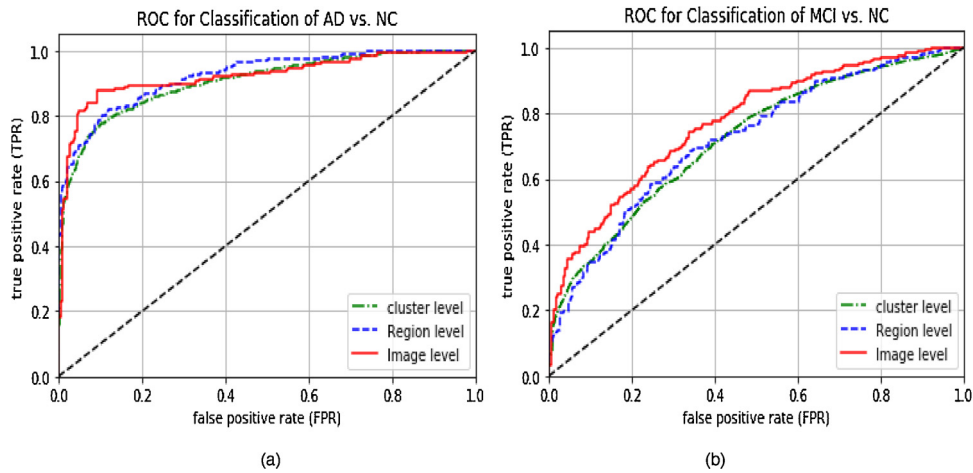 ROC for Classification of AD vs. NC
1.0
0.8
0.6
0.4
0.2
0.0
true positive rate (TPR)
cluster level
Region level
Image level
0.0 0.2 0.4 0.6 0.8 1.0
false positive rate (FPR)
(a)
ROC for Classification of MCI vs. NC
1.0
0.8
0.6
0.4
0.2
0.0
true positive rate (TPR)
cluster level
Region level
Image level
0.0 0.2 0.4 0.6 0.8 1.0
false positive rate (FPR)
(b)